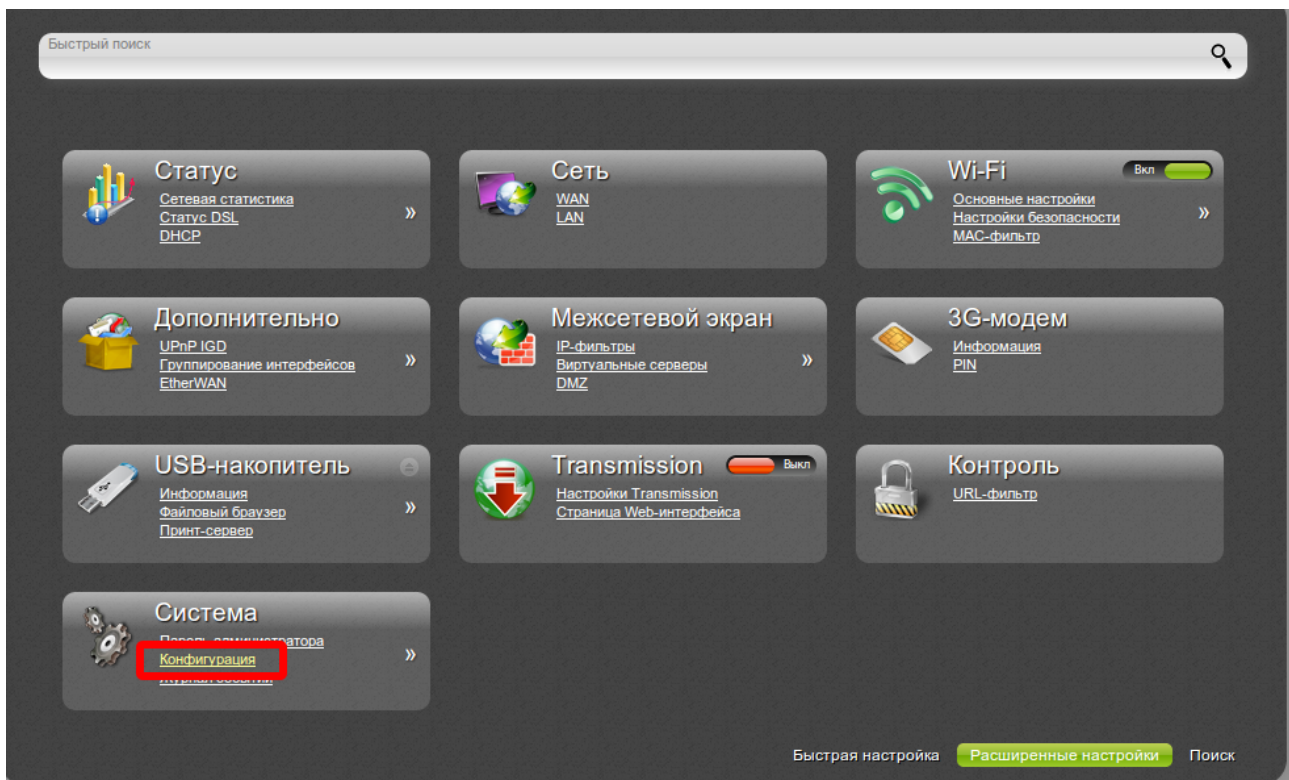 Быстрый поиск
Статус
Сетевая статистика
Статус DSL
DHCP
»
Сеть
WAN
LAN
Wi-Fi
Вкл
Основные настройки
Настройки безопасности
MAC-фильтр
»
Дополнительно
UPnP IGD
Группирование интерфейсов
EtherWAN
»
Межсетевой экран
IP-фильтры
Виртуальные серверы
DMZ
»
3G-модем
Информация
PIN
USB-накопитель
Информация
Файловый браузер
Принт-сервер
»
Transmission
Выкл
Настройки Transmission
Страница Web-интерфейса
Контроль
URL-фильтр
Система
Пароль администратора
Конфигурация
Журнал событий
»
Быстрая настройка Расширенные настройки Поиск